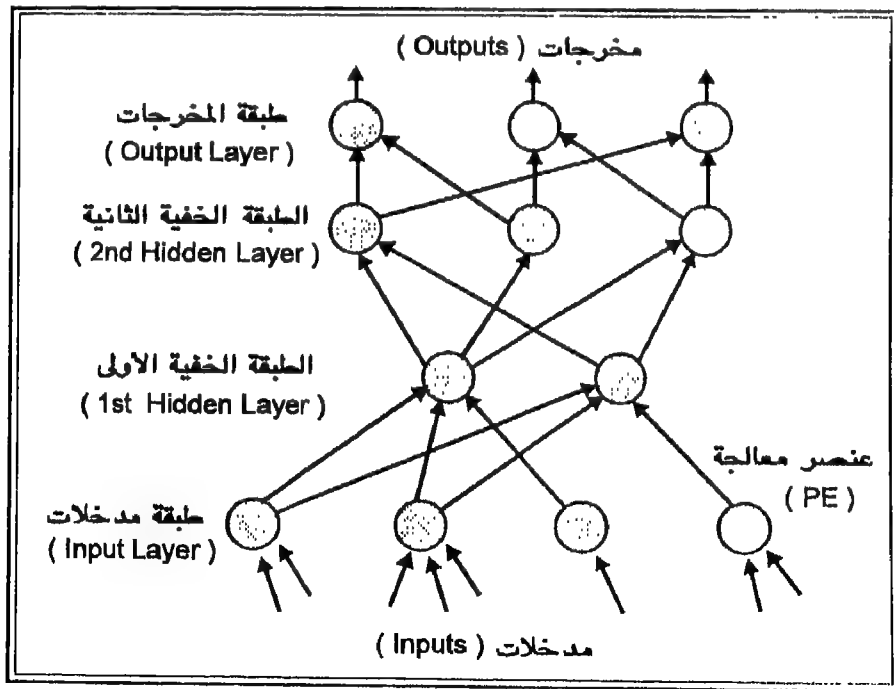 مخرجات ( Outputs )
طبقة المخرجات
( Output Layer )
الطبقة الخفية الثانية
( 2nd Hidden Layer )
الطبقة الخفية الأولى
( 1st Hidden Layer )
عنصر معالجة
( PE )
طبقة مدخلات
( Input Layer )
مدخلات ( Inputs )